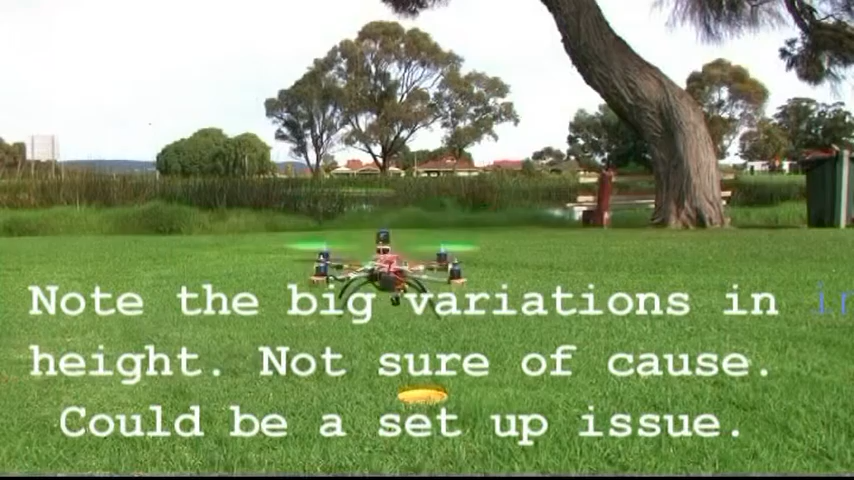 Note the big variations in
height. Not sure of cause.
Could be a set up issue.